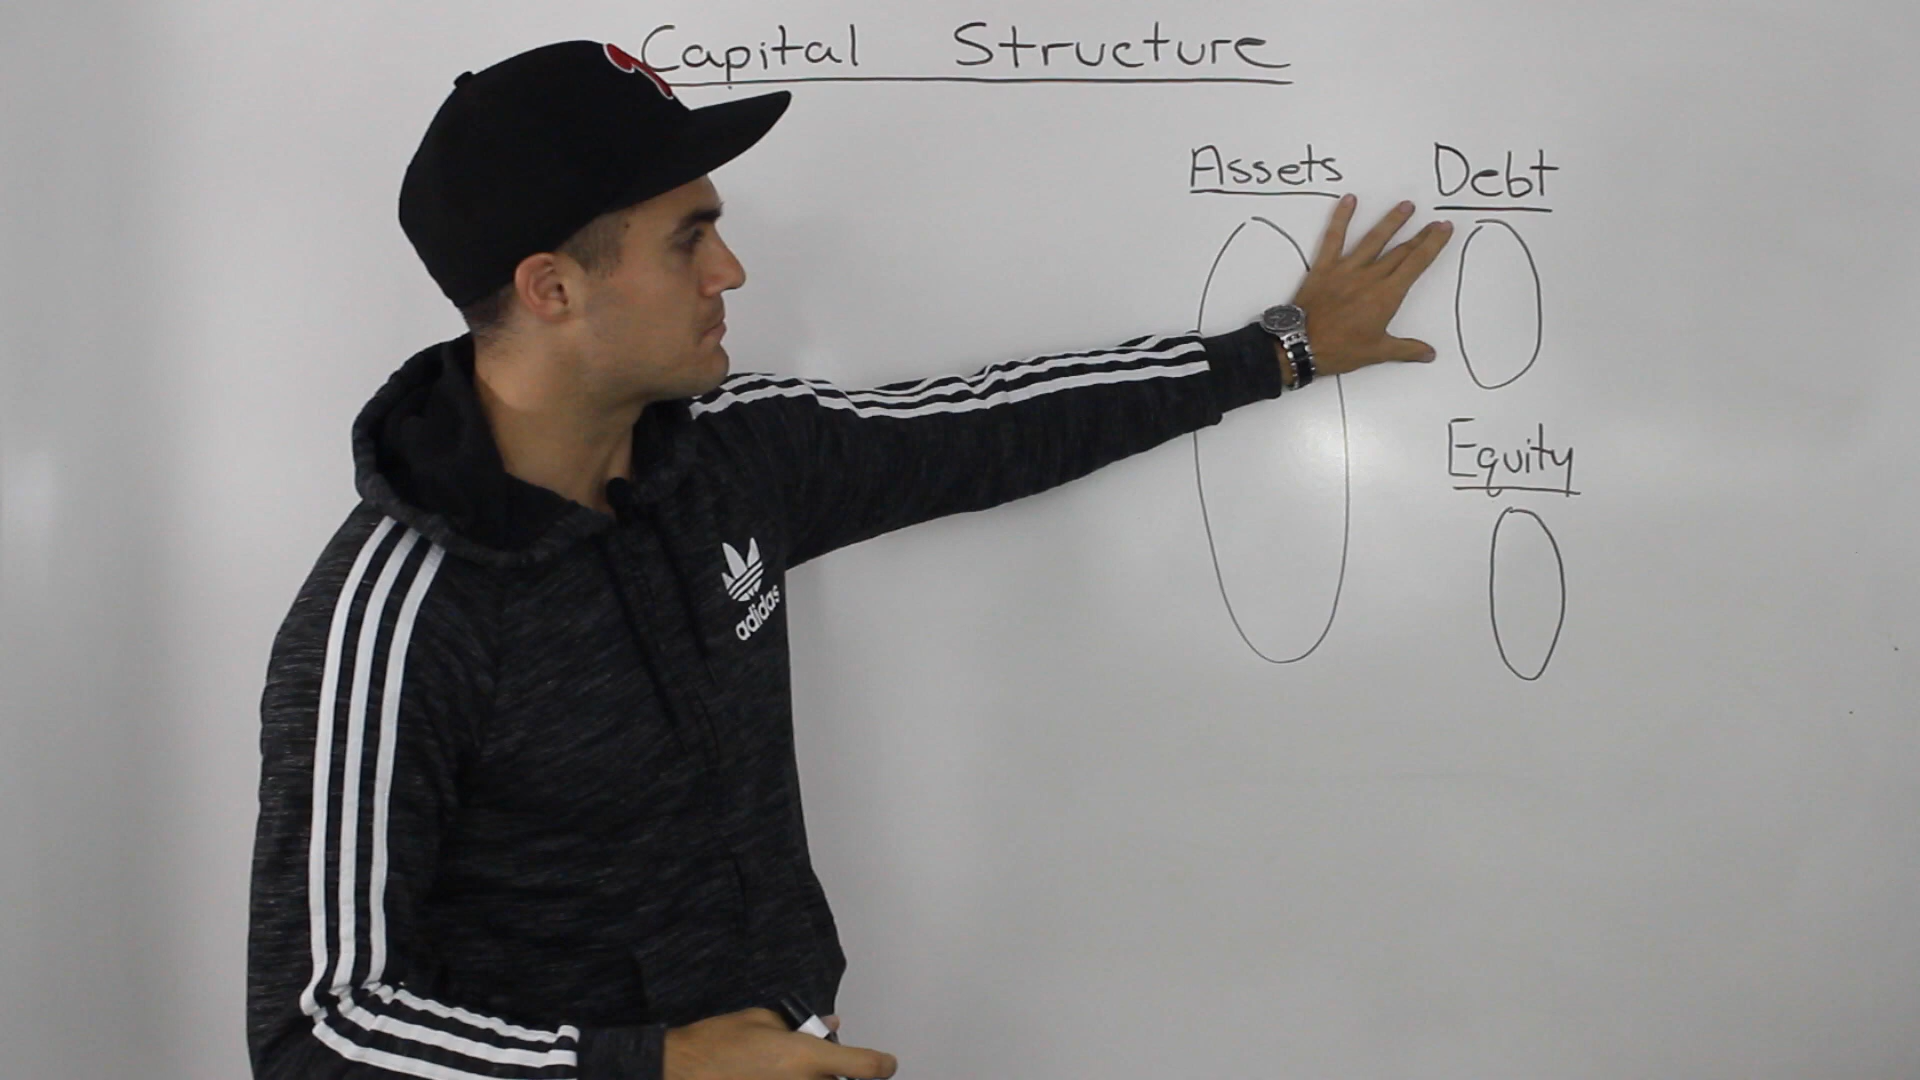 Capital Structure
Assets
Debt
Equity
adidas